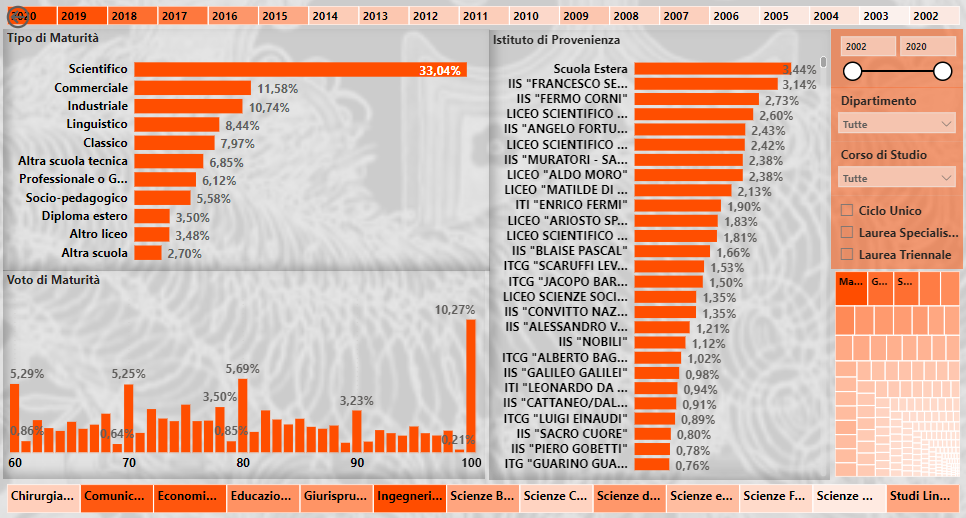 2020 2019 2018 2017 2016 2015 2014 2013 2012 2011 2010 2009 2008 2007 2006 2005 2004 2003 2002
Tipo di Maturità
Scientifico 33,04%
Commerciale 11,58%
Industriale 10,74%
Linguistico 8,44%
Classico 7,97%
Altra scuola tecnica 6,85%
Professionale o G... 6,12%
Socio-pedagogico 5,58%
Diploma estero 3,50%
Altro liceo 3,48%
Altra scuola 2,70%
Voto di Maturità
10,27%
5,29% 5,25% 5,69%
3,50% 3,23%
0,86% 0,64% 0,85% 0,21%
60 70 80 90 100
Istituto di Provenienza
Scuola Estera 3,44%
IIS "FRANCESCO SE... 3,14%
IIS "FERMO CORNI" 2,73%
LICEO SCIENTIFICO ... 2,60%
IIS "ANGELO FORTU... 2,43%
LICEO SCIENTIFICO ... 2,42%
IIS "MURATORI - SA... 2,38%
LICEO "ALDO MORO" 2,38%
LICEO "MATILDE DI ... 2,13%
ITI "ENRICO FERMI" 1,90%
LICEO "ARIOSTO SP... 1,83%
LICEO SCIENTIFICO ... 1,81%
IIS "BLAISE PASCAL" 1,66%
ITCG "SCARUFFI LEV... 1,53%
ITCG "JACOPO BAR... 1,50%
LICEO SCIENZE SOCI... 1,35%
IIS "CONVITTO NAZ... 1,35%
IIS "ALESSANDRO V... 1,21%
IIS "NOBILI" 1,12%
ITCG "ALBERTO BAG... 1,02%
IIS "GALILEO GALILEI" 0,98%
ITI "LEONARDO DA ... 0,94%
IIS "CATTANEO/DAL... 0,91%
ITCG "LUIGI EINAUDI" 0,89%
IIS "SACRO CUORE" 0,80%
IIS "PIERO GOBETTI" 0,78%
ITG "GUARINO GUA... 0,76%
2002 2020
Dipartimento
Tutte
Corso di Studio
Tutte
Ciclo Unico
Laurea Specialis...
Laurea Triennale
Ma... G... S...
Chirurgia... Comunic... Economi... Educazio... Giurispru... Ingegneri... Scienze B... Scienze C... Scienze d... Scienze e... Scienze F... Scienze ... Studi Lin...